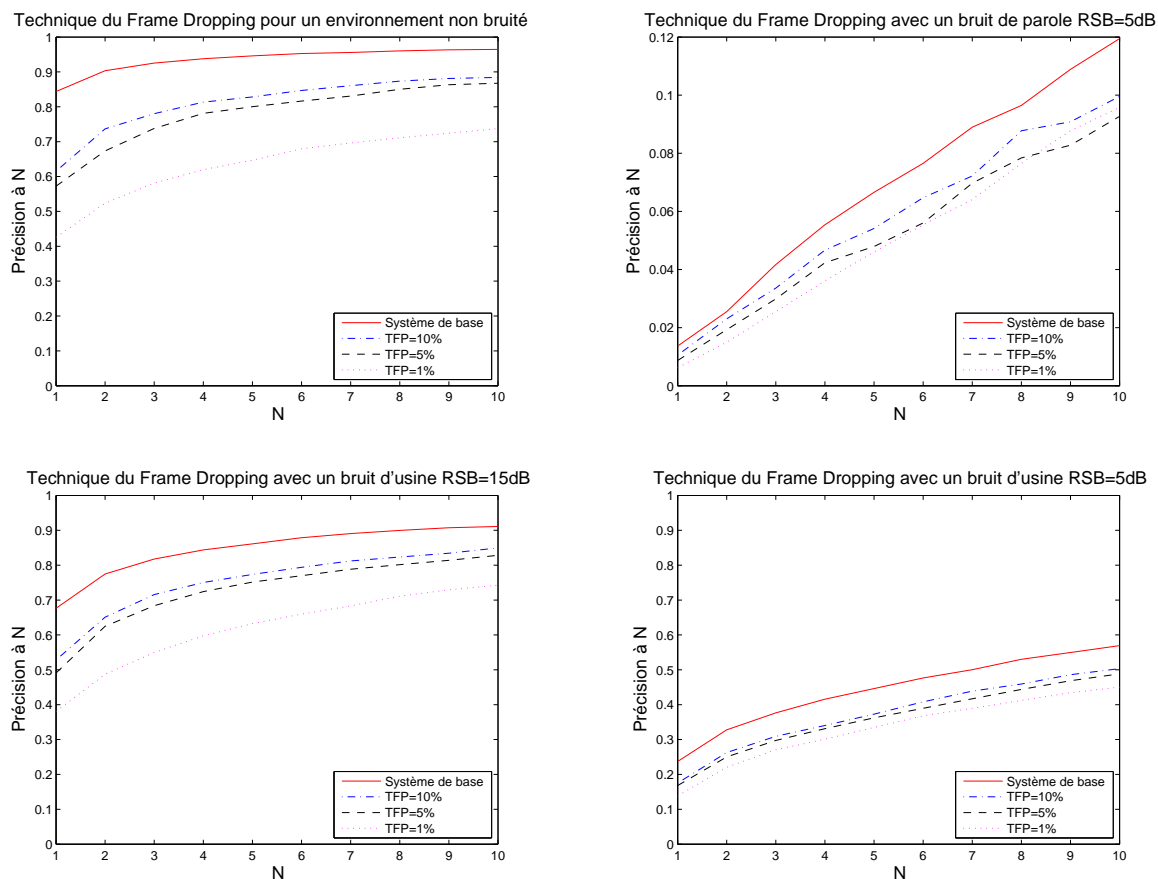 Technique du Frame Dropping pour un environnement non bruité
1
0.9
0.8
0.7
0.6
0.5
0.4
0.3
0.2
0.1
0
Précision à N
1 2 3 4 5 6 7 8 9 10
N
Système de base
TFP=10%
TFP=5%
TFP=1%
Technique du Frame Dropping avec un bruit de parole RSB=5dB
0.12
0.1
0.08
0.06
0.04
0.02
0
Précision à N
1 2 3 4 5 6 7 8 9 10
N
Système de base
TFP=10%
TFP=5%
TFP=1%
Technique du Frame Dropping avec un bruit d'usine RSB=15dB
1
0.9
0.8
0.7
0.6
0.5
0.4
0.3
0.2
0.1
0
Précision à N
1 2 3 4 5 6 7 8 9 10
N
Système de base
TFP=10%
TFP=5%
TFP=1%
Technique du Frame Dropping avec un bruit d'usine RSB=5dB
1
0.9
0.8
0.7
0.6
0.5
0.4
0.3
0.2
0.1
0
Précision à N
1 2 3 4 5 6 7 8 9 10
N
Système de base
TFP=10%
TFP=5%
TFP=1%